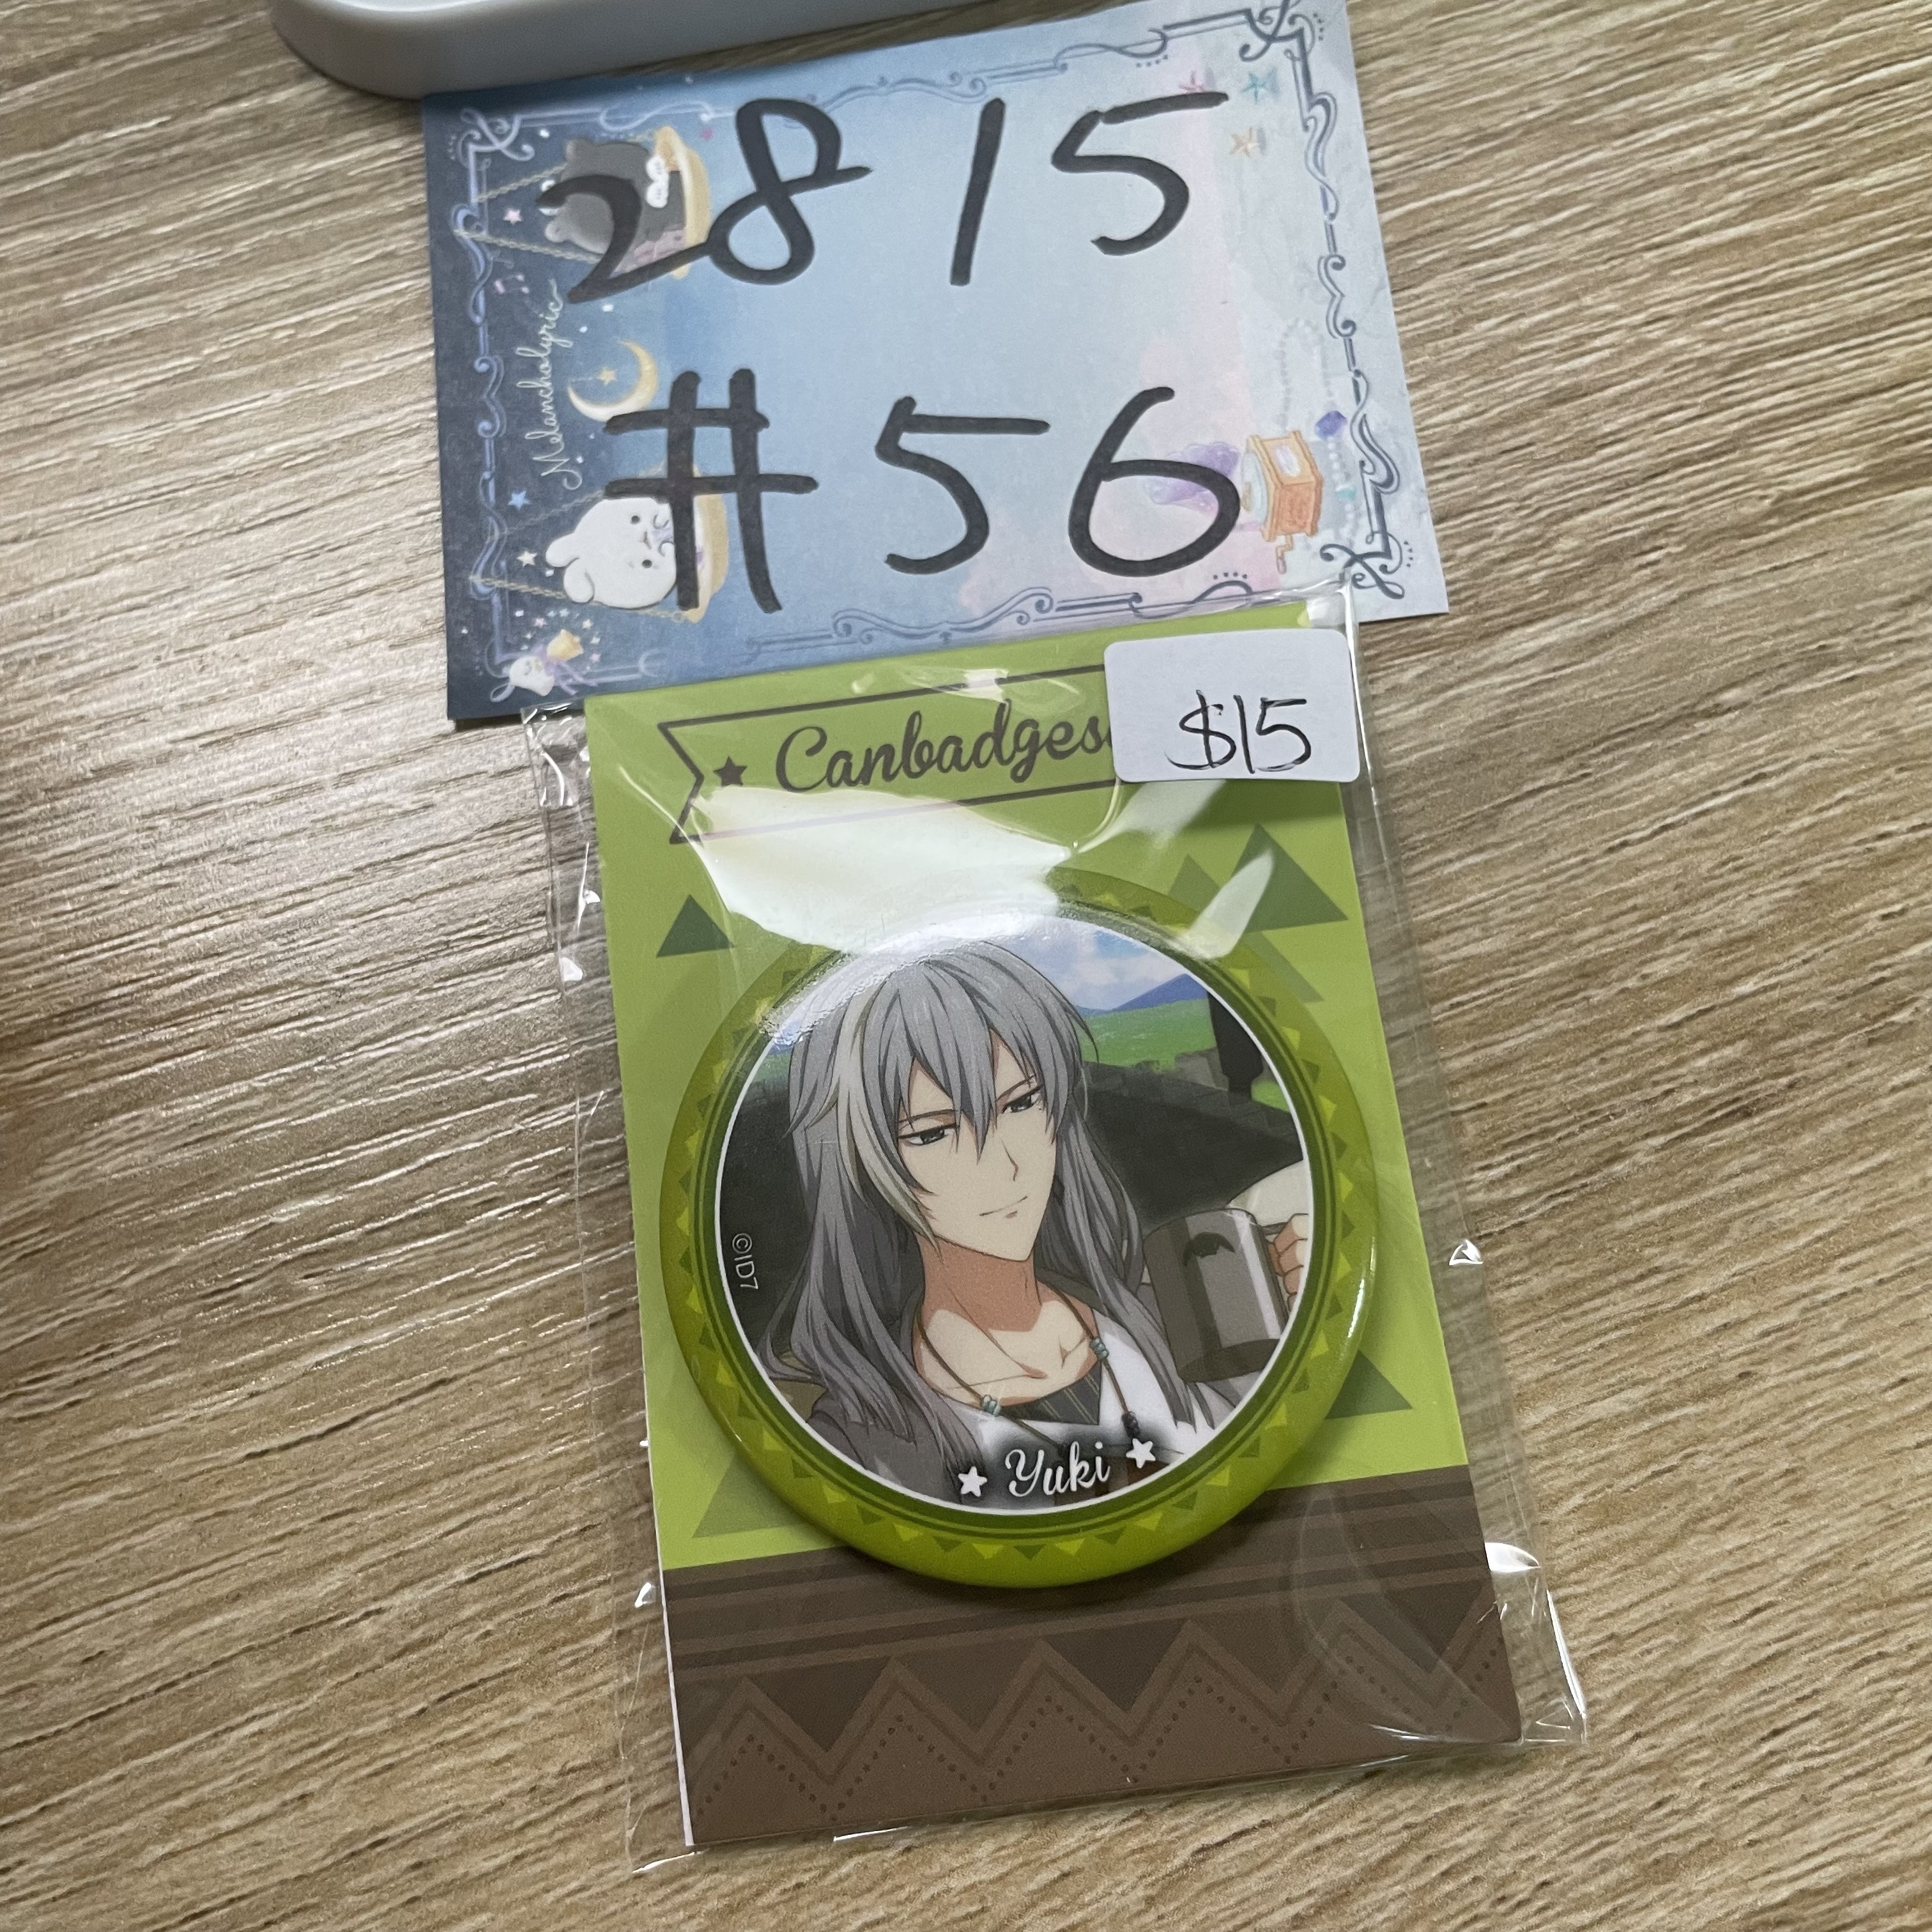 2815
Melancholyric
#56
Canbadges
$15
©ID7
★ Yuki ★